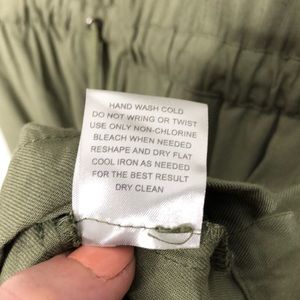 HAND WASH COLD
DO NOT WRING OR TWIST
USE ONLY NON-CHLORINE
BLEACH WHEN NEEDED
RESHAPE AND DRY FLAT
COOL IRON AS NEEDED
FOR THE BEST RESULT
DRY CLEAN